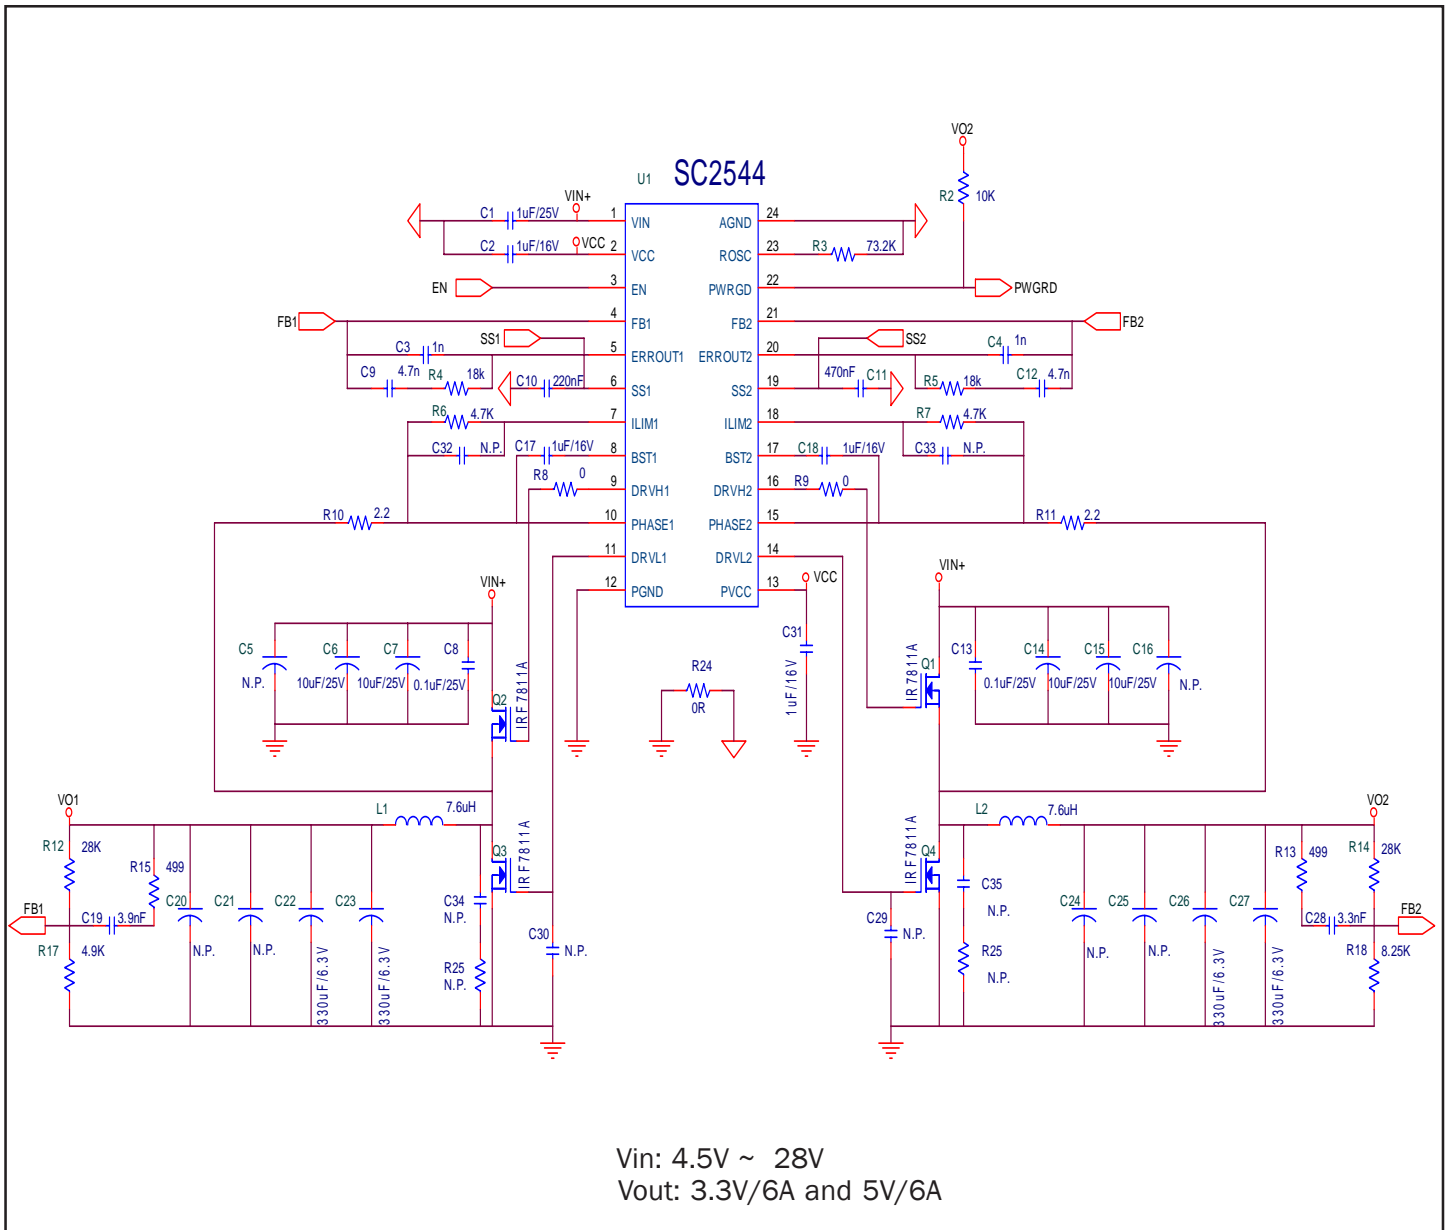 SC2544
U1
VO2
R2 10K
VIN+
C1 1uF/25V
1 VIN
AGND 24
C2 1uF/16V
VCC
2 VCC
ROSC 23
R3 73.2K
EN
3 EN
PWRGD 22
PWGRD
FB1
4 FB1
FB2 21
FB2
SS1
SS2
C3 1n
5 ERROUT1
ERROUT2 20
C4 1n
C9 4.7n
R4 18k
C10 220nF
6 SS1
SS2 19
470nF C11
R5 18k
C12 4.7n
R6 4.7K
7 ILIM1
ILIM2 18
R7 4.7K
C32 N.P.
C17 1uF/16V
8 BST1
BST2 17
C18 1uF/16V
C33 N.P.
R8 0
9 DRVH1
DRVH2 16
R9 0
R10 2.2
10 PHASE1
PHASE2 15
R11 2.2
11 DRVL1
DRVL2 14
12 PGND
PVCC 13
VCC
VIN+
VIN+
C5 N.P.
C6 10uF/25V
C7 10uF/25V
C8 0.1uF/25V
Q2 IRF7811A
R24 0R
C31 1uF/16V
Q1 IR7811A
C13 0.1uF/25V
C14 10uF/25V
C15 10uF/25V
C16 N.P.
VO1
L1 7.6uH
L2 7.6uH
VO2
R12 28K
R15 499
FB1
C19 3.9nF
R17 4.9K
C20 N.P.
C21 N.P.
C22 330uF/6.3V
C23 330uF/6.3V
Q3 IRF7811A
C34 N.P.
R25 N.P.
C30 N.P.
C29 N.P.
Q4 IRF7811A
C35 N.P.
R25 N.P.
C24 N.P.
C25 N.P.
C26 330uF/6.3V
C27 330uF/6.3V
R13 499
R14 28K
C28 3.3nF
FB2
R18 8.25K
Vin: 4.5V ~ 28V
Vout: 3.3V/6A and 5V/6A